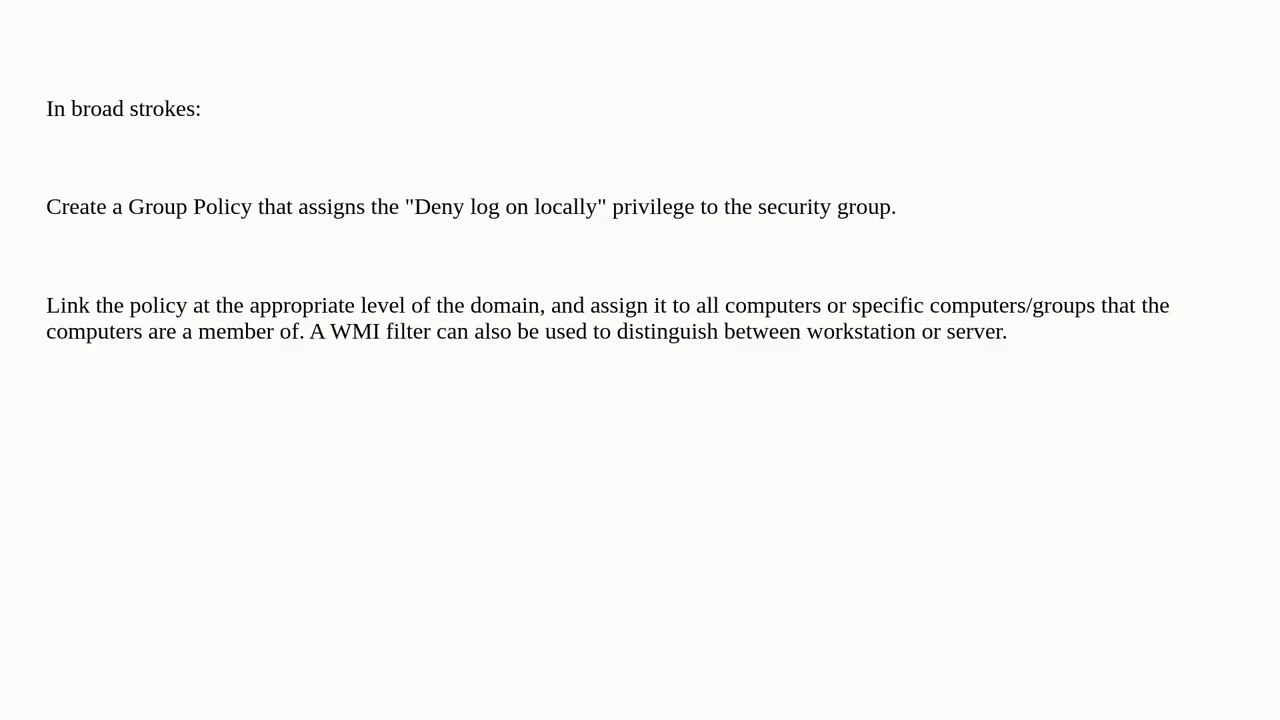 In broad strokes:
Create a Group Policy that assigns the "Deny log on locally" privilege to the security group.
Link the policy at the appropriate level of the domain, and assign it to all computers or specific computers/groups that the
computers are a member of. A WMI filter can also be used to distinguish between workstation or server.